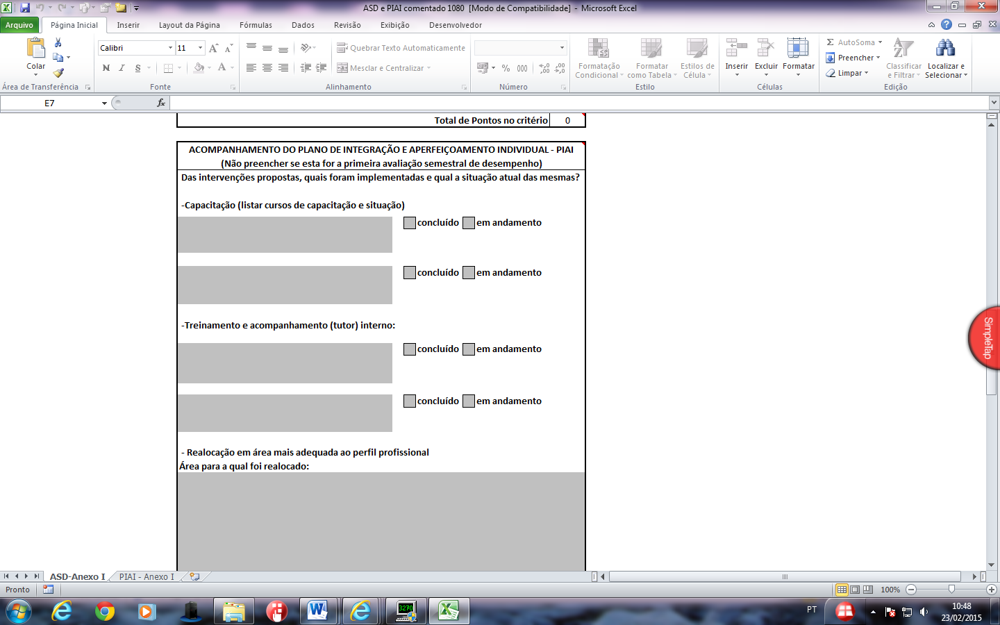 ASD e PIAI comentado 1080  [Modo de Compatibilidade]  -  Microsoft Excel
Arquivo
Página Inicial
Inserir
Layout da Página
Fórmulas
Dados
Revisão
Exibição
Desenvolvedor
Colar
Calibri
11
Quebrar Texto Automaticamente
AutoSoma
Preencher
N I S
Mesclar e Centralizar
% 000
Formatação Condicional
Formatar como Tabela
Estilos de Célula
Inserir
Excluir
Formatar
Limpar
Classificar e Filtrar
Localizar e Selecionar
Área de Transferência
Fonte
Alinhamento
Número
Estilo
Células
Edição
E7
fx
Total de Pontos no critério 0
ACOMPANHAMENTO DO PLANO DE INTEGRAÇÃO E APERFEIÇOAMENTO INDIVIDUAL - PIAI
(Não preencher se esta for a primeira avaliação semestral de desempenho)
Das intervenções propostas, quais foram implementadas e qual a situação atual das mesmas?
-Capacitação (listar cursos de capacitação e situação)
concluído em andamento
concluído em andamento
-Treinamento e acompanhamento (tutor) interno:
concluído em andamento
concluído em andamento
- Realocação em área mais adequada ao perfil profissional
Área para a qual foi realocado:
SimpleTap
ASD-Anexo I
PIAI - Anexo I
Pronto
100%
3270
PT
10:48
23/02/2015